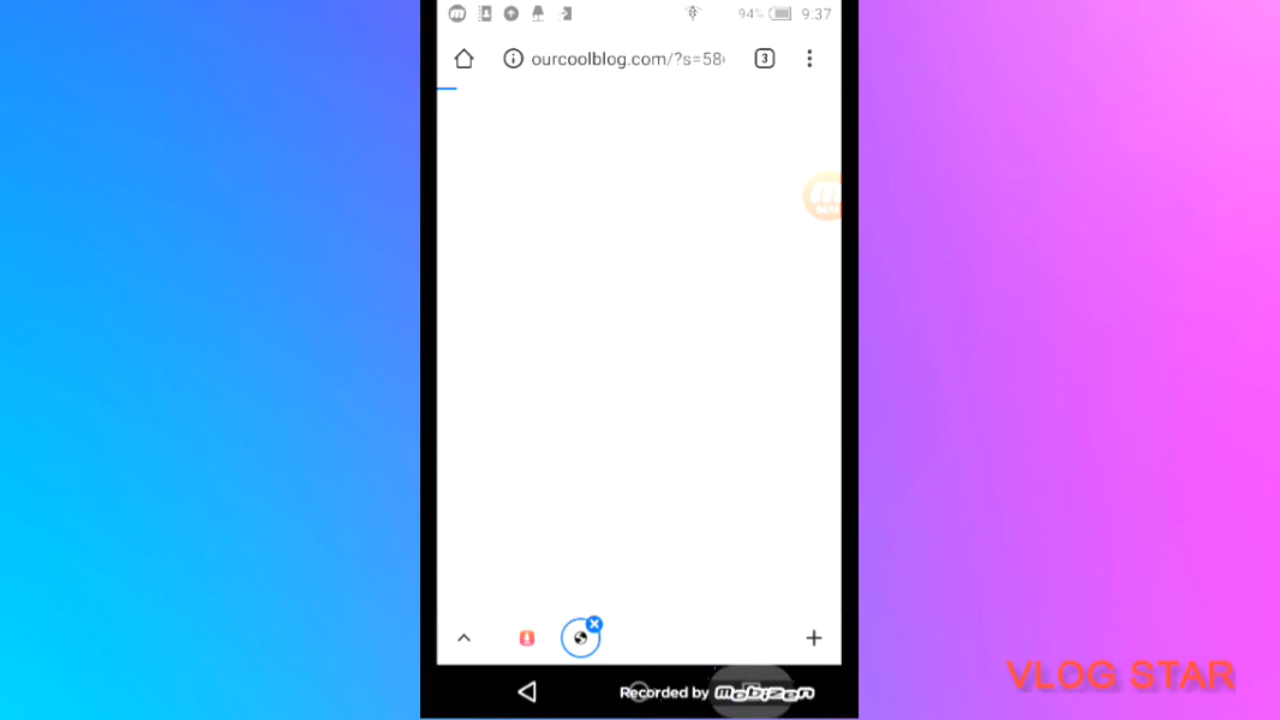 94% 9:37
ourcoolblog.com/?s=58
3
Recorded by mobizen
VLOG STAR